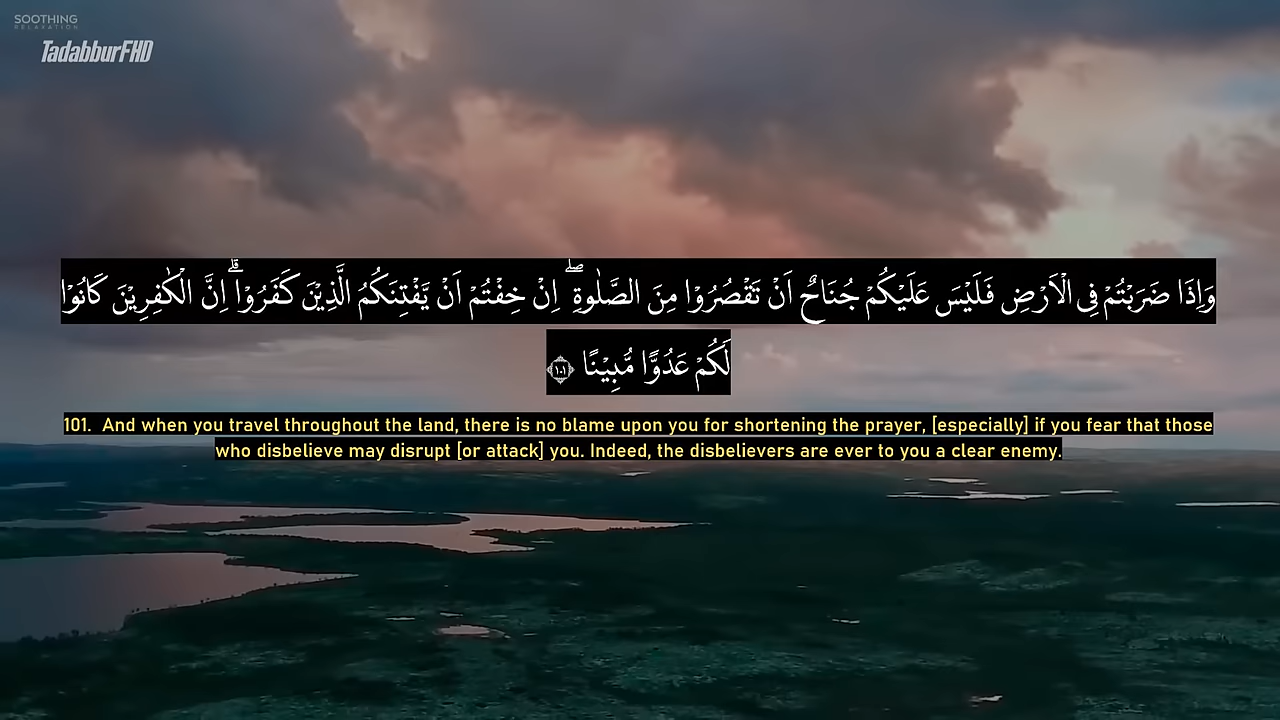 SOOTHING
RELAXATION
TadabburFHD
وَاِذَا ضَرَبْتُمْ فِى الْاَرْضِ فَلَيْسَ عَلَيْكُمْ جُنَاحٌ اَنْ تَقْصُرُوْا مِنَ الصَّلٰوةِ ۖ اِنْ خِفْتُمْ اَنْ يَّفْتِنَكُمُ الَّذِيْنَ كَفَرُوْا ۗ اِنَّ الْكٰفِرِيْنَ كَانُوْا
لَكُمْ عَدُوًّا مُّبِيْنًا ١٠١
101. And when you travel throughout the land, there is no blame upon you for shortening the prayer, [especially] if you fear that those
who disbelieve may disrupt [or attack] you. Indeed, the disbelievers are ever to you a clear enemy.